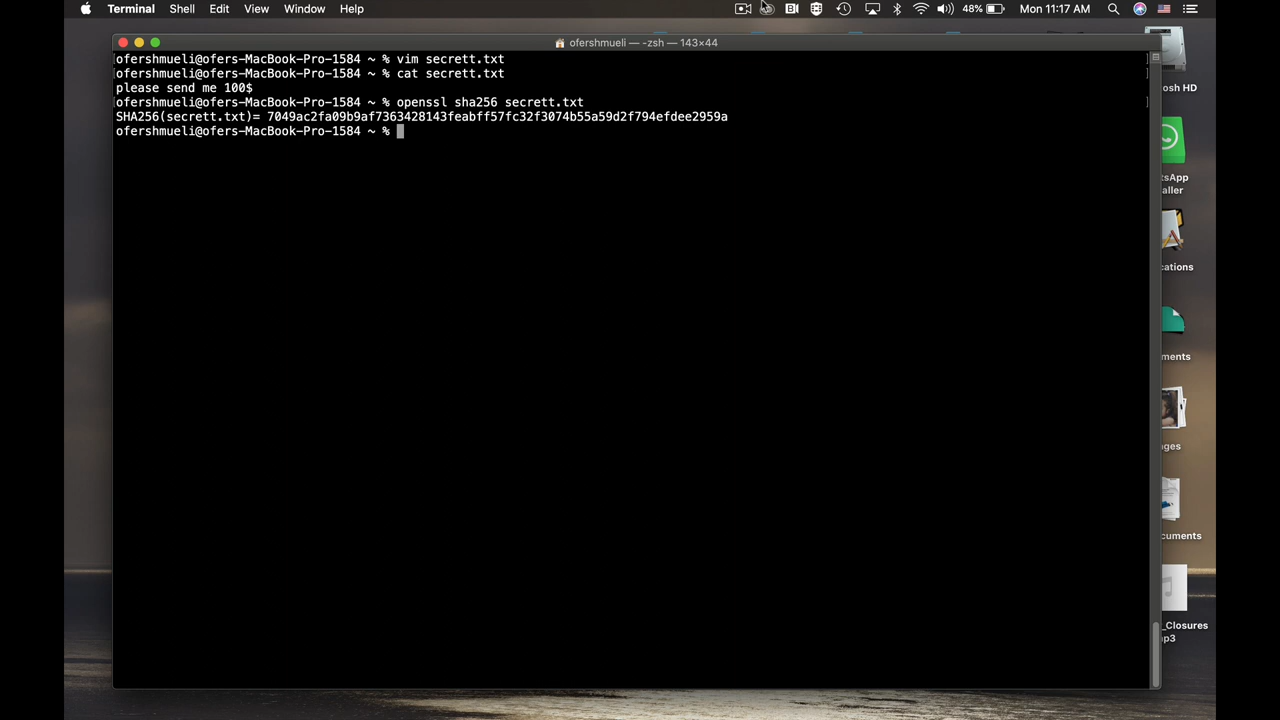 Terminal Shell Edit View Window Help 48% Mon 11:17 AM
ofershmueli — -zsh — 143×44
ofershmueli@ofers-MacBook-Pro-1584 ~ % vim secrett.txt
ofershmueli@ofers-MacBook-Pro-1584 ~ % cat secrett.txt
please send me 100$
ofershmueli@ofers-MacBook-Pro-1584 ~ % openssl sha256 secrett.txt
SHA256(secrett.txt)= 7049ac2fa09b9af7363428143feabff57fc32f3074b55a59d2f794efdee2959a
ofershmueli@ofers-MacBook-Pro-1584 ~ %
osh HD
tsApp
aller
cations
ments
ges
cuments
_Closures
p3